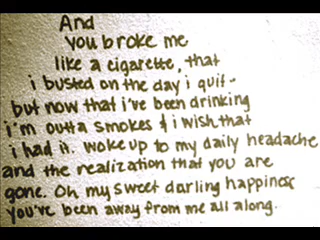 And
you broke me
like a cigarette, that
i busted on the day i quit-
but now that i've been drinking
i'm outta smokes & i wish that
i had it. woke up to my daily headache
and the realization that you are
gone. Oh my sweet darling happiness
you've been away from me all along.